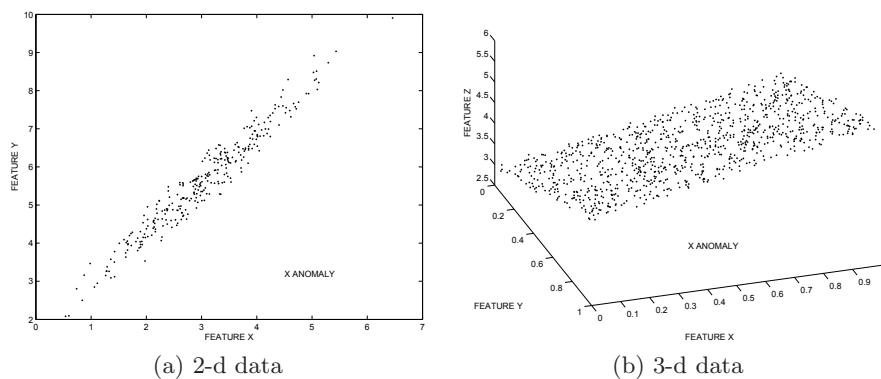 10
9
8
7
6
5
4
3
2
FEATURE Y
X ANOMALY
0 1 2 3 4 5 6 7
FEATURE X
(a) 2-d data
6
5.5
5
4.5
4
3.5
3
2.5
FEATURE Z
0
0.2
0.4
0.6
0.8
1
FEATURE Y
X ANOMALY
0 0.1 0.2 0.3 0.4 0.5 0.6 0.7 0.8 0.9
FEATURE X
(b) 3-d data